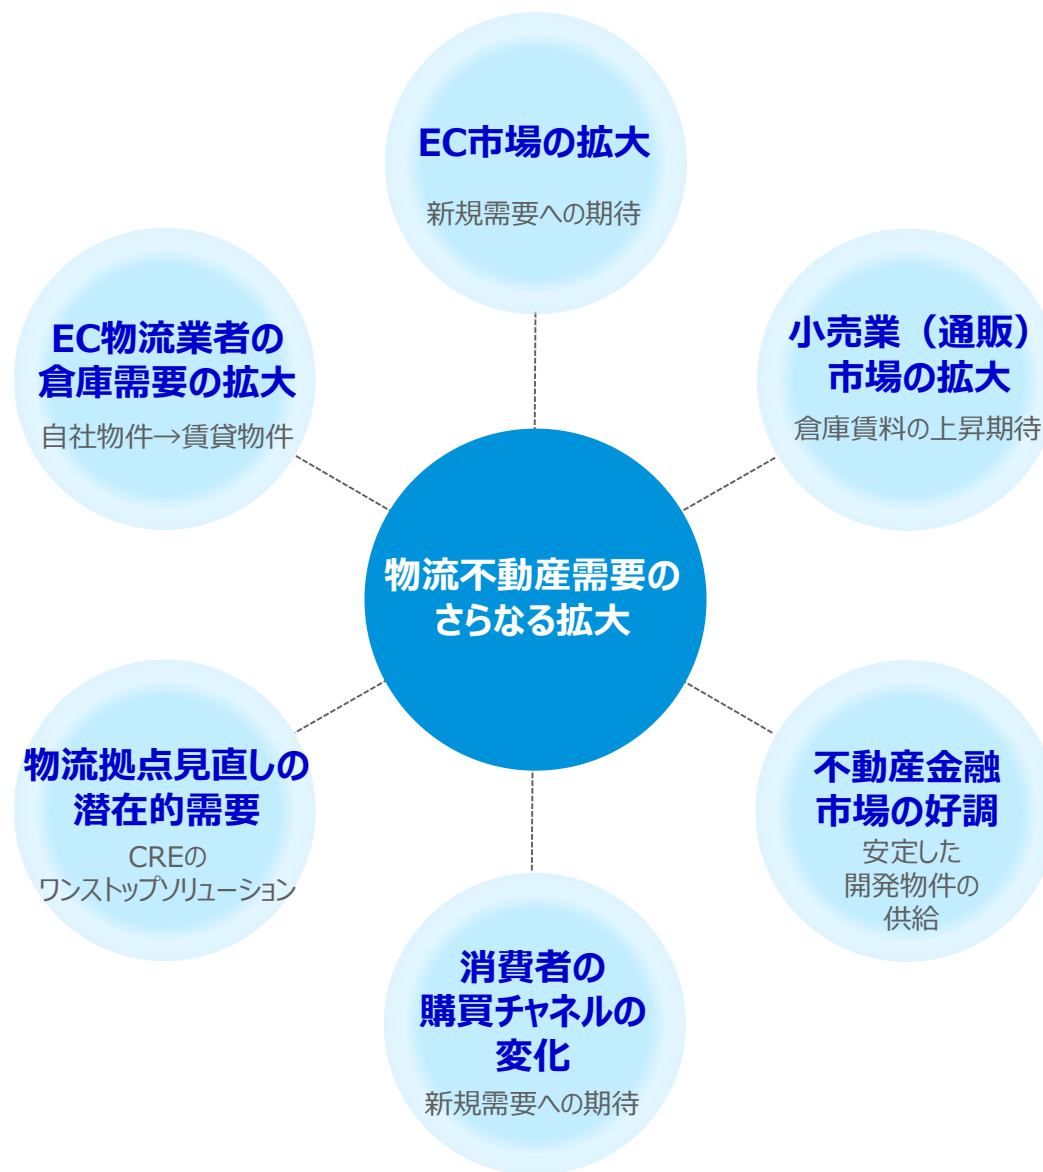 EC市場の拡大
新規需要への期待
EC物流業者の
倉庫需要の拡大
自社物件→賃貸物件
小売業（通販）
市場の拡大
倉庫賃料の上昇期待
物流不動産需要の
さらなる拡大
物流拠点見直しの
潜在的需要
CREの
ワンストップソリューション
不動産金融
市場の好調
安定した
開発物件の
供給
消費者の
購買チャネルの
変化
新規需要への期待